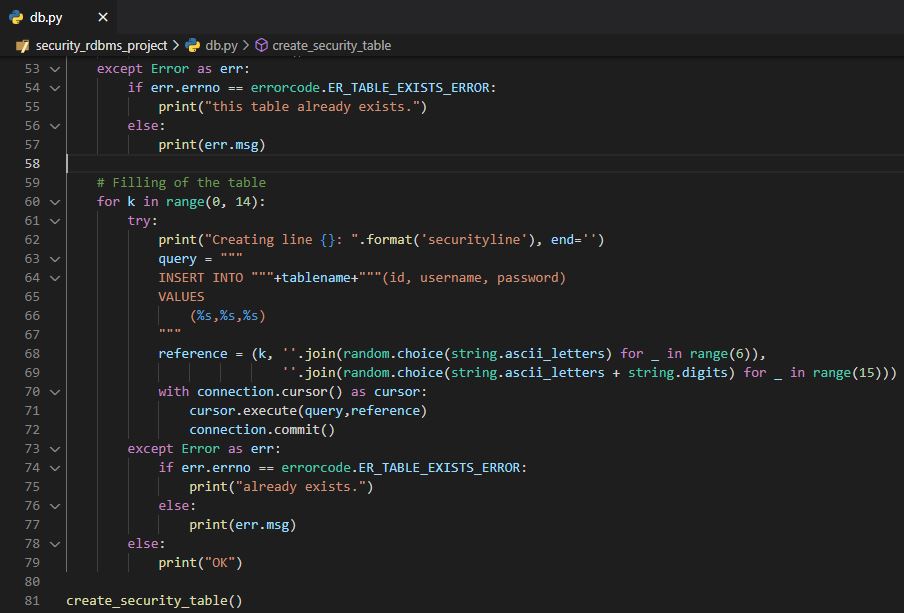 db.py
security_rdbms_project > db.py > create_security_table
53 except Error as err:
54 if err.errno == errorcode.ER_TABLE_EXISTS_ERROR:
55 print("this table already exists.")
56 else:
57 print(err.msg)
58
59 # Filling of the table
60 for k in range(0, 14):
61 try:
62 print("Creating line {}: ".format('securityline'), end='')
63 query = """
64 INSERT INTO """+tablename+"""(id, username, password)
65 VALUES
66 (%s,%s,%s)
67 """
68 reference = (k, ''.join(random.choice(string.ascii_letters) for _ in range(6)),
69 ''.join(random.choice(string.ascii_letters + string.digits) for _ in range(15)))
70 with connection.cursor() as cursor:
71 cursor.execute(query,reference)
72 connection.commit()
73 except Error as err:
74 if err.errno == errorcode.ER_TABLE_EXISTS_ERROR:
75 print("already exists.")
76 else:
77 print(err.msg)
78 else:
79 print("OK")
80
81 create_security_table()